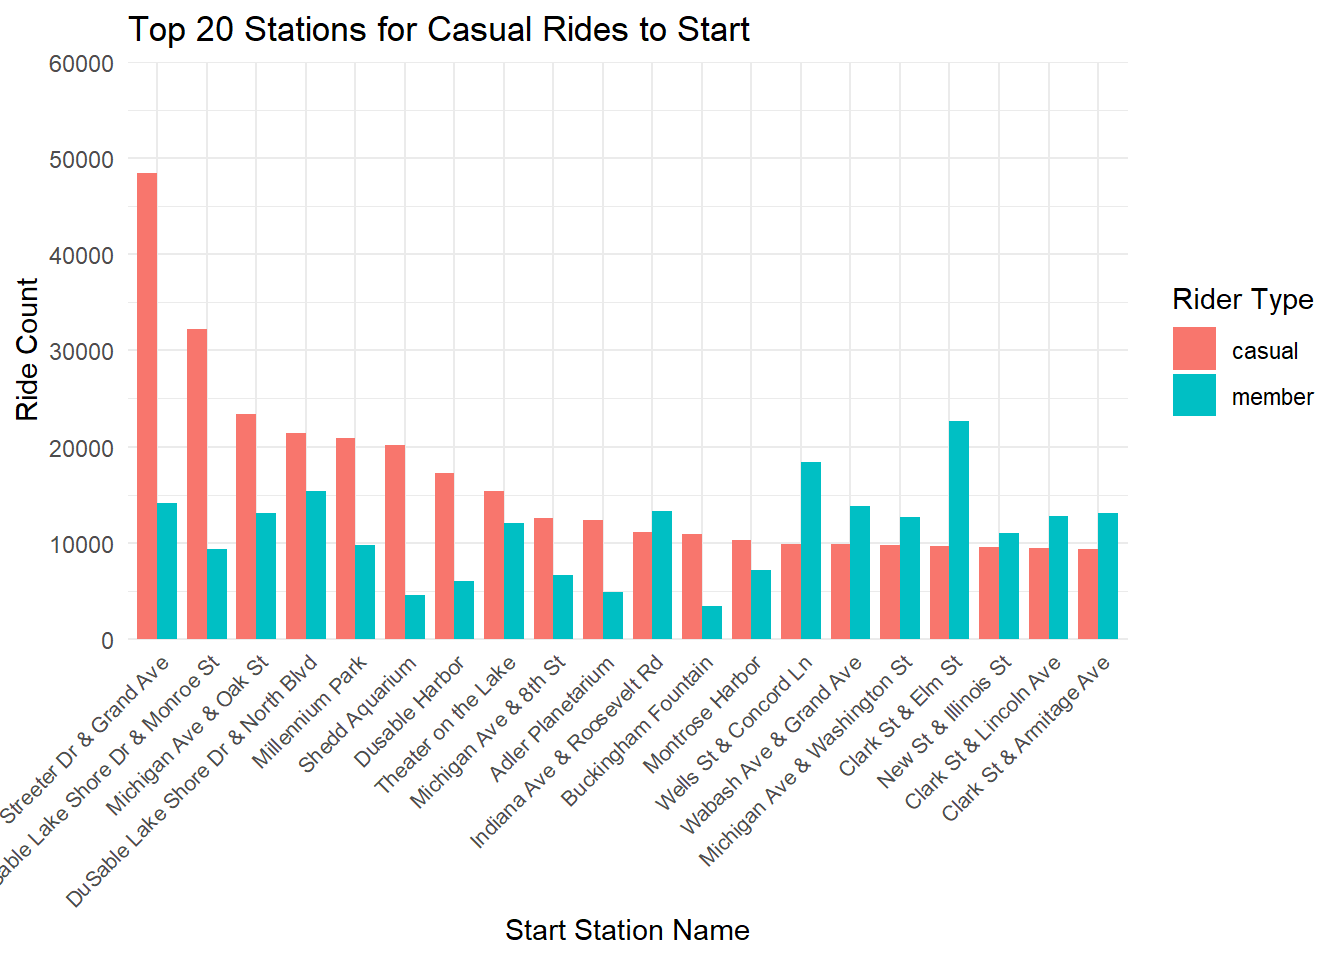 Top 20 Stations for Casual Rides to Start
60000
50000
40000
30000
20000
10000
0
Ride Count
Streeter Dr & Grand Ave
Lake Shore Dr & Monroe St
Michigan Ave & Oak St
DuSable Lake Shore Dr & North Blvd
Millennium Park
Shedd Aquarium
Dusable Harbor
Theater on the Lake
Michigan Ave & 8th St
Adler Planetarium
Indiana Ave & Roosevelt Rd
Buckingham Fountain
Montrose Harbor
Wells St & Concord Ln
Wabash Ave & Grand Ave
Michigan Ave & Washington St
Clark St & Elm St
New St & Illinois St
Clark St & Lincoln Ave
Clark St & Armitage Ave
Start Station Name
Rider Type
casual
member